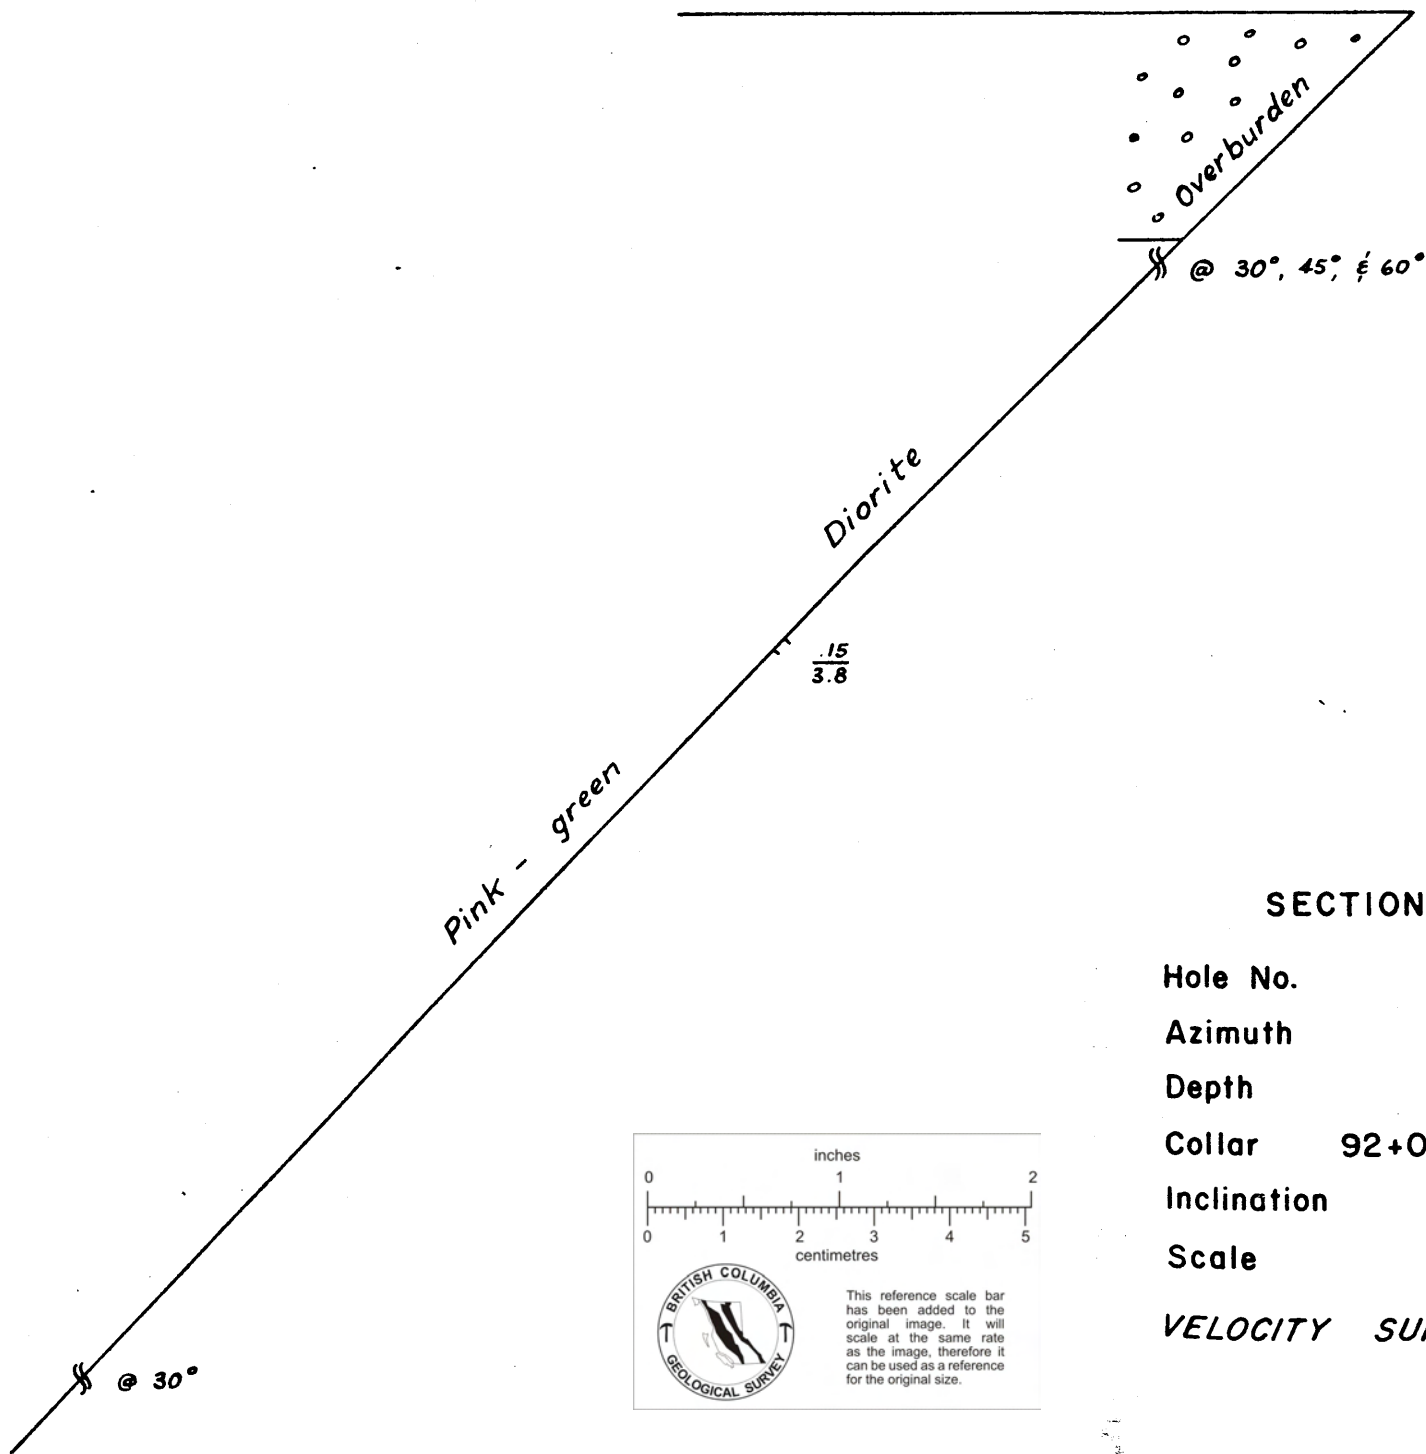 Overburden
@ 30°, 45°, & 60°
Diorite
.15
3.8
Pink - green
SECTION
Hole No.
Azimuth
Depth
Collar 92+0
Inclination
Scale
VELOCITY SU
inches
0 1 2
0 1 2 3 4 5
centimetres
BRITISH COLUMBIA
GEOLOGICAL SURVEY
This reference scale bar
has been added to the
original image. It will
scale at the same rate
as the image, therefore it
can be used as a reference
for the original size.
@ 30°